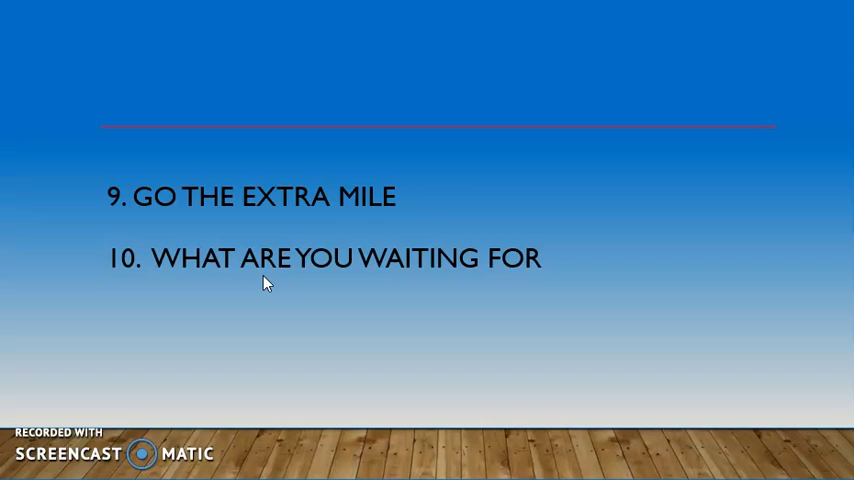 9. GO THE EXTRA MILE
10. WHAT ARE YOU WAITING FOR
RECORDED WITH
SCREENCAST MATIC